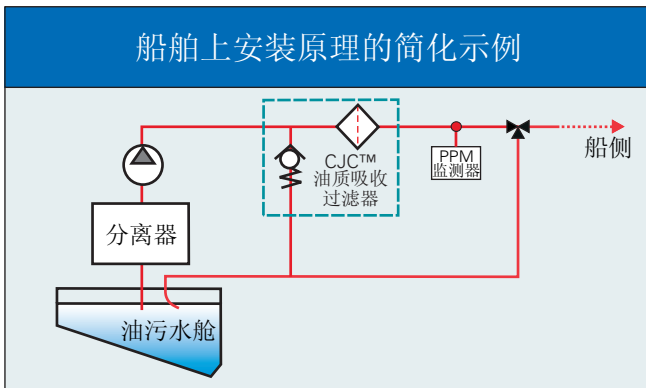 船舶上安装原理的简化示例
CJC™
油质吸收
过滤器
PPM
监测器
船侧
分离器
油污水舱